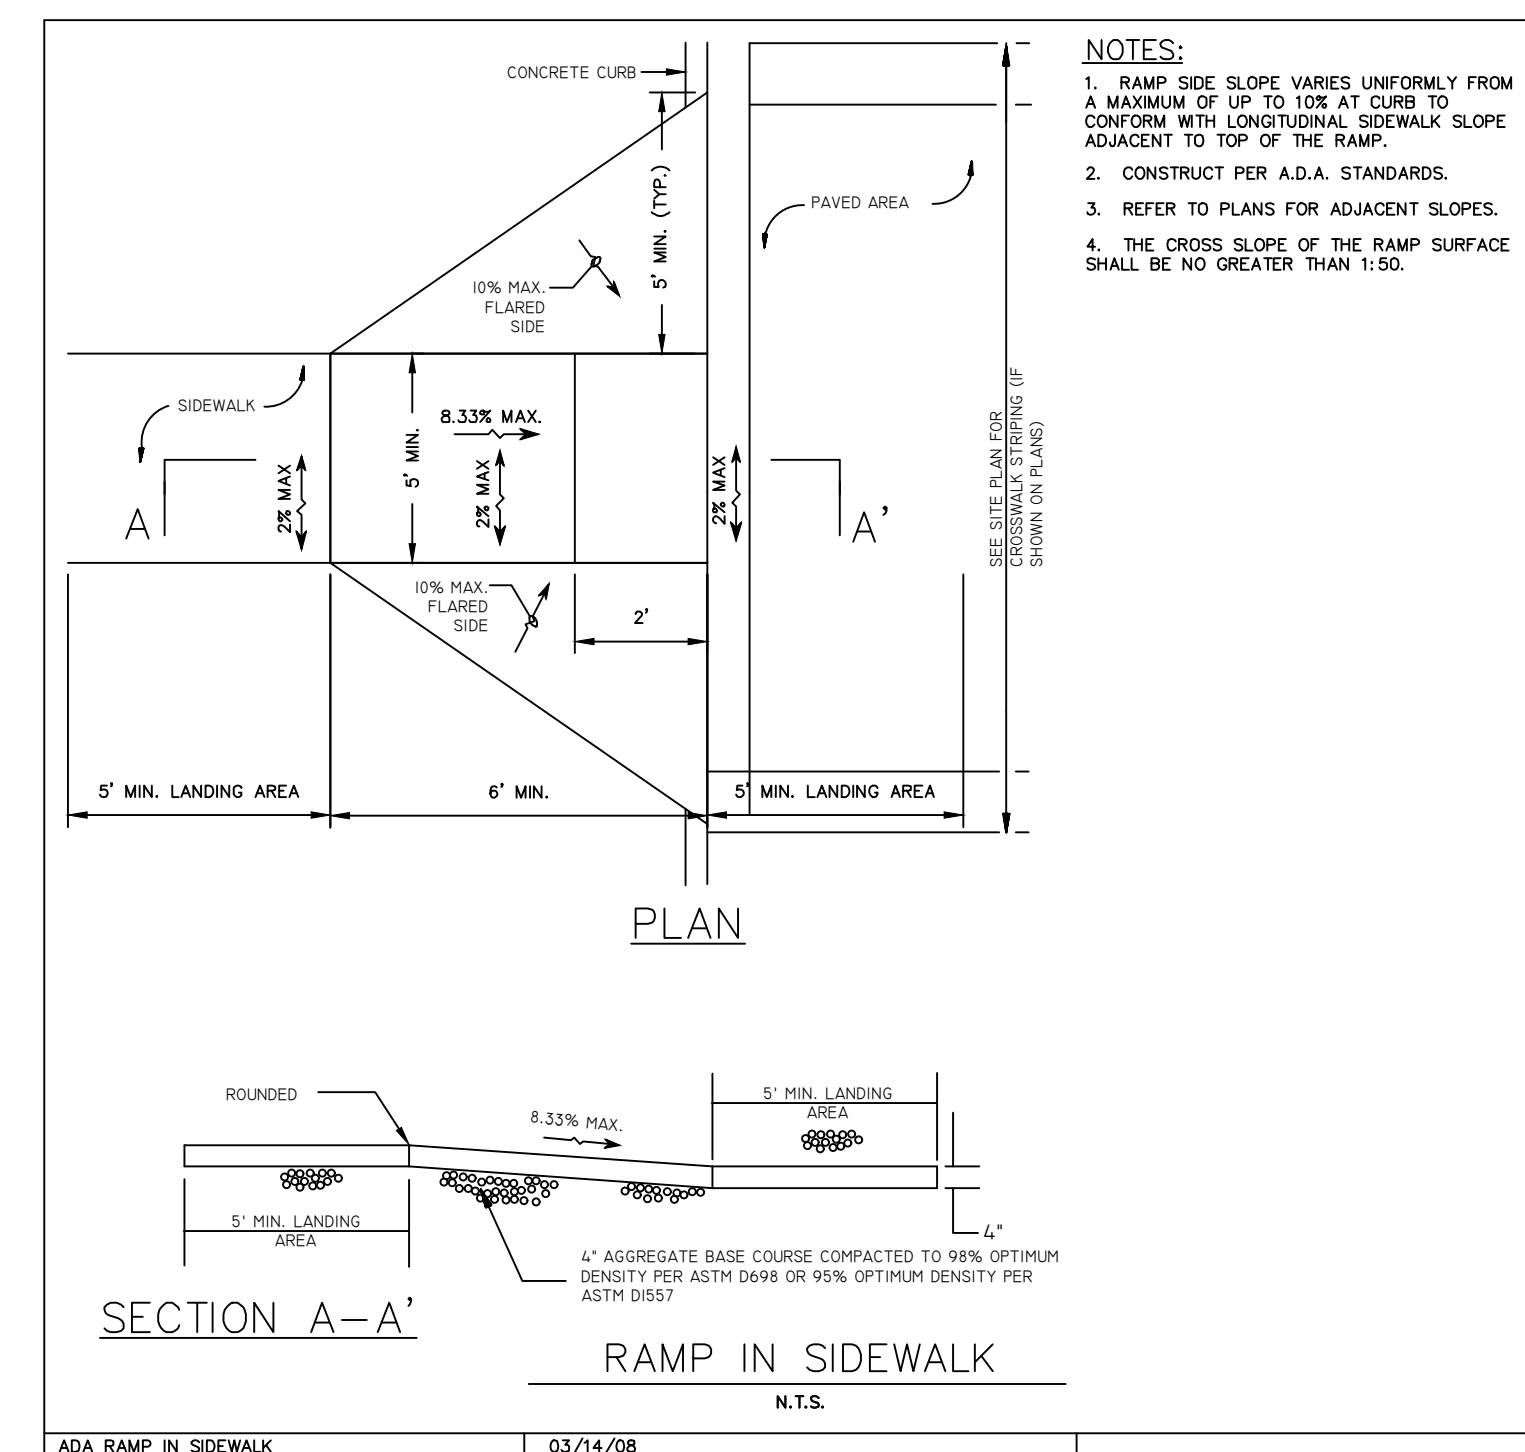 CONCRETE CURB
5' MIN. (TYP.)
10% MAX.
FLARED
SIDE
PAVED AREA
NOTES:
1. RAMP SIDE SLOPE VARIES UNIFORMLY FROM
A MAXIMUM OF UP TO 10% AT CURB TO
CONFORM WITH LONGITUDINAL SIDEWALK SLOPE
ADJACENT TO TOP OF THE RAMP.
2. CONSTRUCT PER A.D.A. STANDARDS.
3. REFER TO PLANS FOR ADJACENT SLOPES.
4. THE CROSS SLOPE OF THE RAMP SURFACE
SHALL BE NO GREATER THAN 1:50.
SIDEWALK
8.33% MAX.
5' MIN.
2% MAX
2% MAX
2% MAX
A
A'
SEE SITE PLAN FOR
CROSSWALK STRIPING (IF
SHOWN ON PLANS)
10% MAX.
FLARED
SIDE
2'
5' MIN. LANDING AREA
6' MIN.
5' MIN. LANDING AREA
PLAN
ROUNDED
8.33% MAX.
5' MIN. LANDING
AREA
5' MIN. LANDING
AREA
4"
4" AGGREGATE BASE COURSE COMPACTED TO 98% OPTIMUM
DENSITY PER ASTM D698 OR 95% OPTIMUM DENSITY PER
ASTM D1557
SECTION A-A'
RAMP IN SIDEWALK
N.T.S.
ADA RAMP IN SIDEWALK
03/14/08